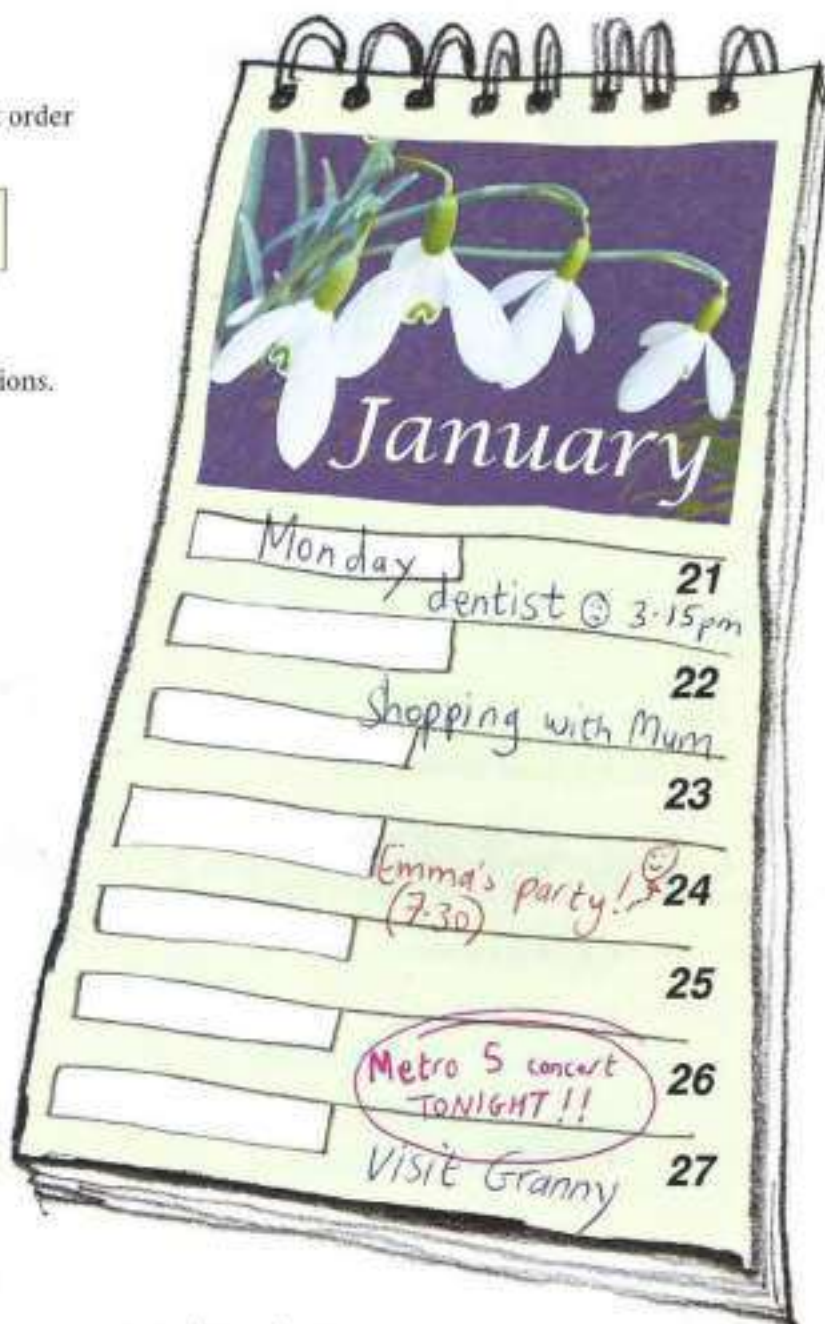 order
ions.
January
Monday
21
dentist 3.15pm
22
Shopping with Mum
23
Emma's party!
(7.30)
24
25
Metro 5 concert
TONIGHT!!
26
Visit Granny
27